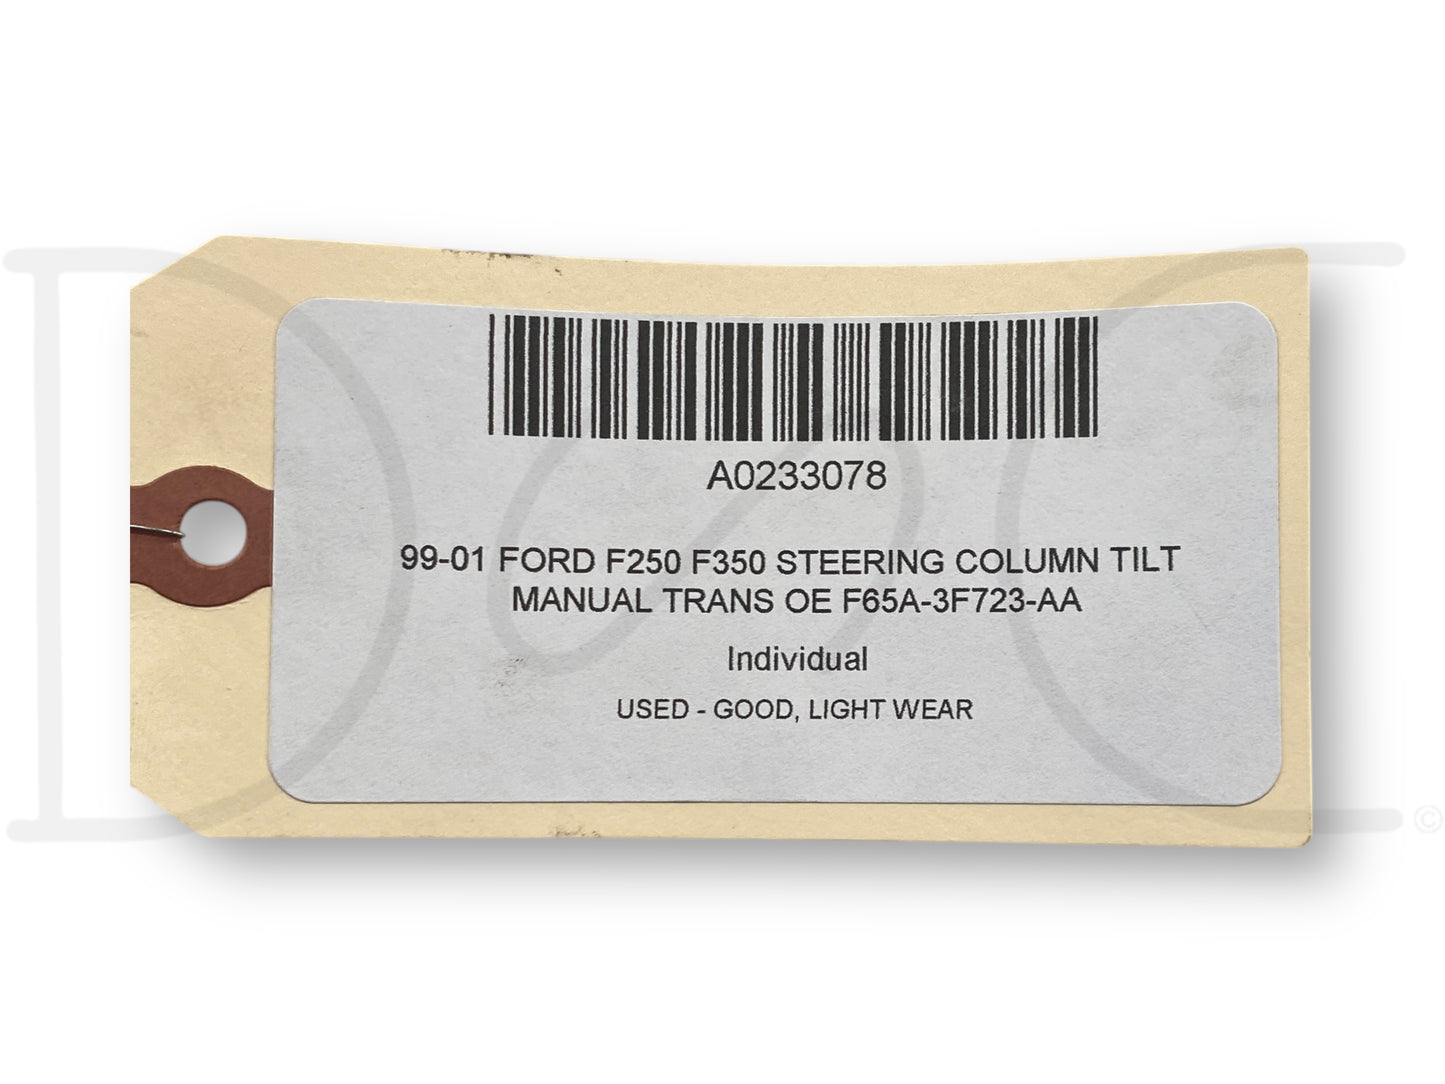 A0233078
99-01 FORD F250 F350 STEERING COLUMN TILT
MANUAL TRANS OE F65A-3F723-AA
Individual
USED - GOOD, LIGHT WEAR
©